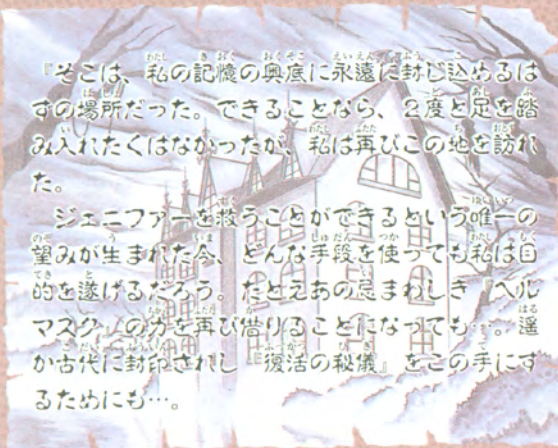 『そこは、私の記憶の奥底に永遠に封じ込めるは
ずの場所だった。できることなら、2度と足を踏
み入れたくはなかったが、私は再びこの地を訪れ
た。
　ジェニファーを救うことができるという唯一の
望みが生まれた今、どんな手段を使っても私は目
的を遂げるだろう。たとえあの忌まわしき『ヘル
マスク』の力を再び借りることになっても…。遥
か古代に封印されし『復活の秘儀』をこの手にす
るためにも…。